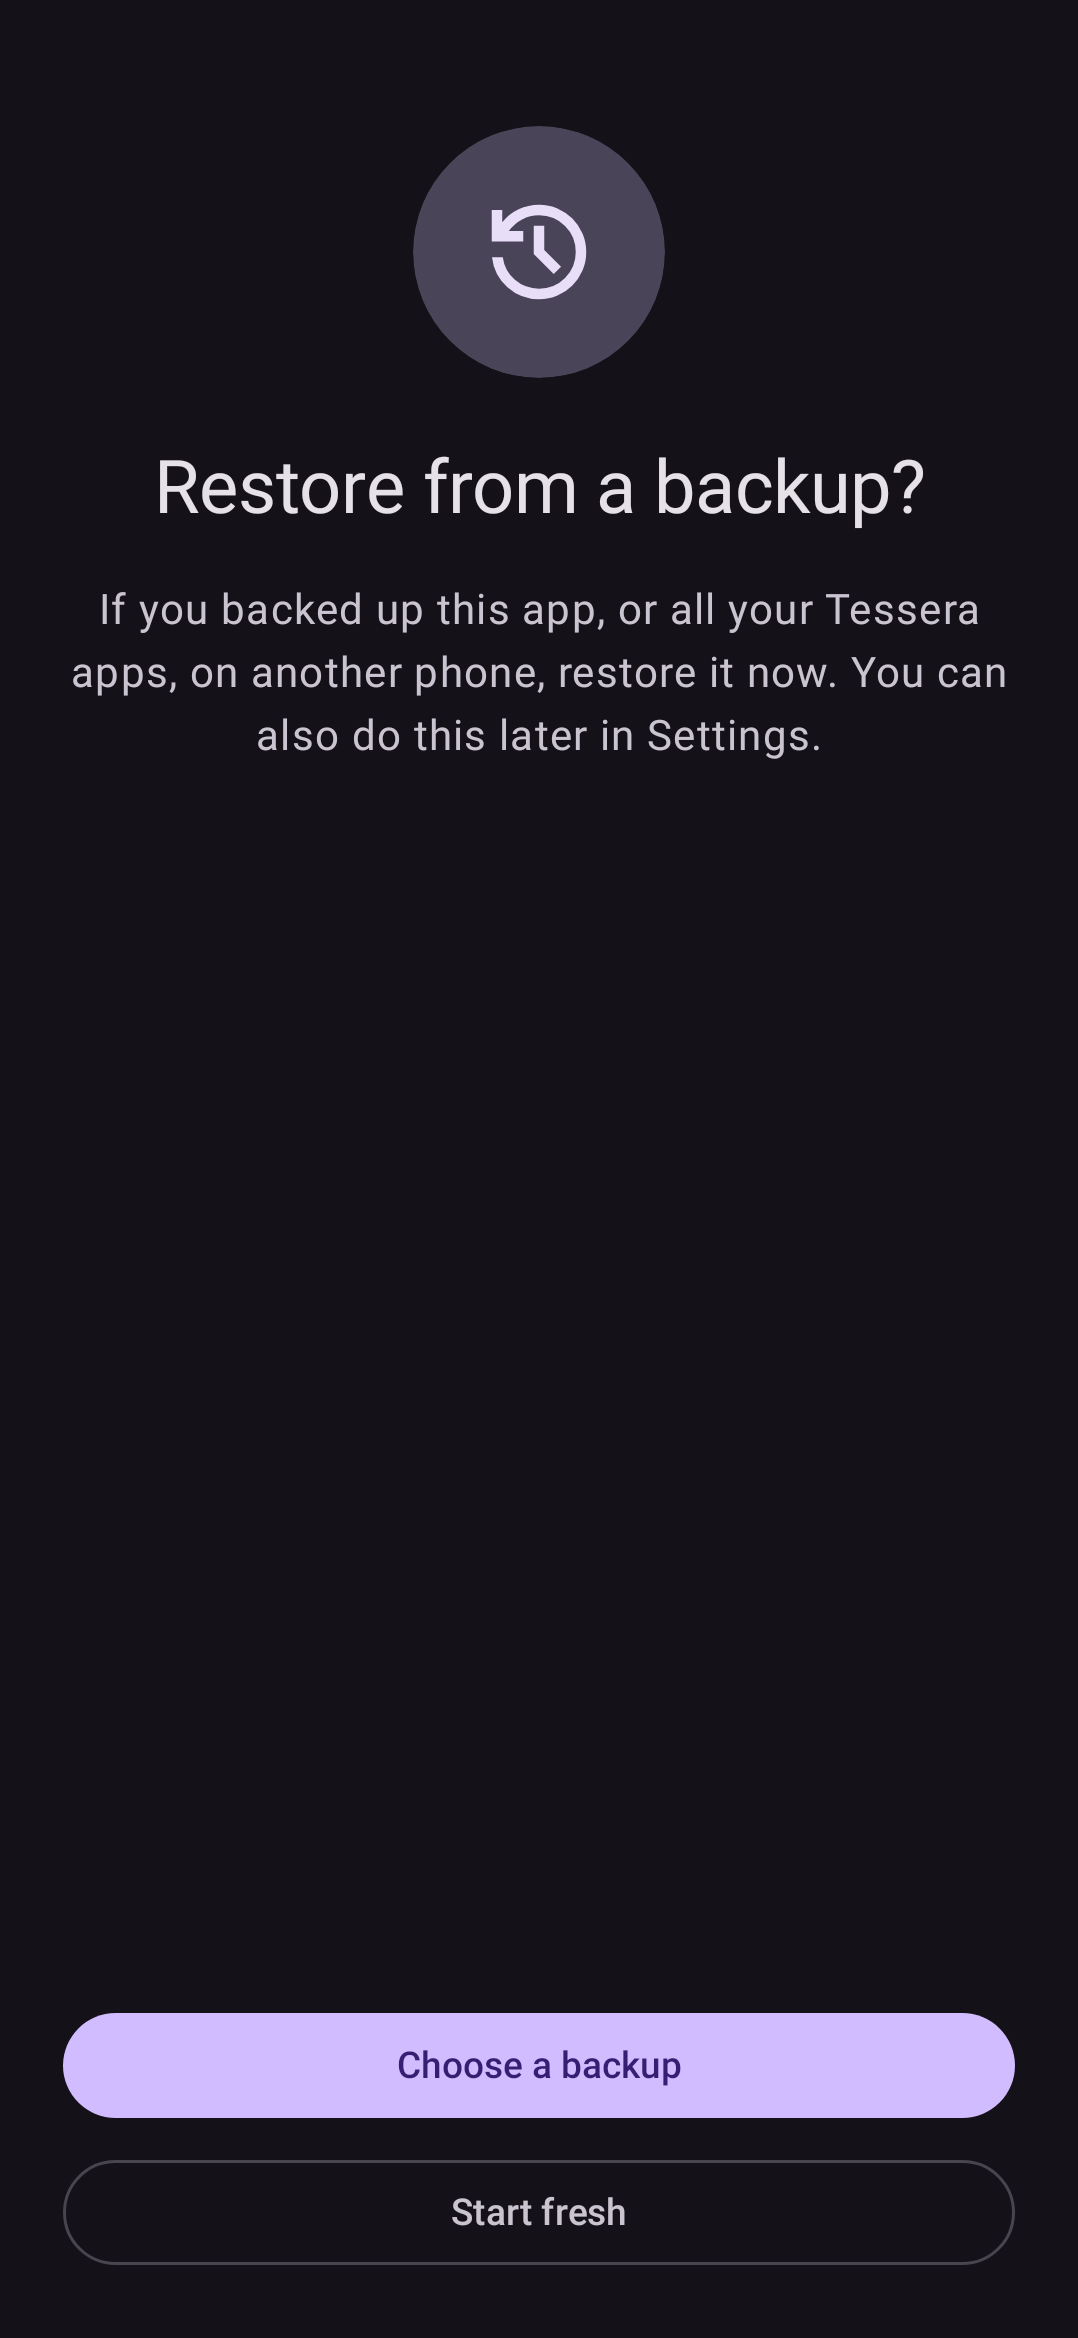 Restore from a backup?
If you backed up this app, or all your Tessera
apps, on another phone, restore it now. You can
also do this later in Settings.
Choose a backup
Start fresh